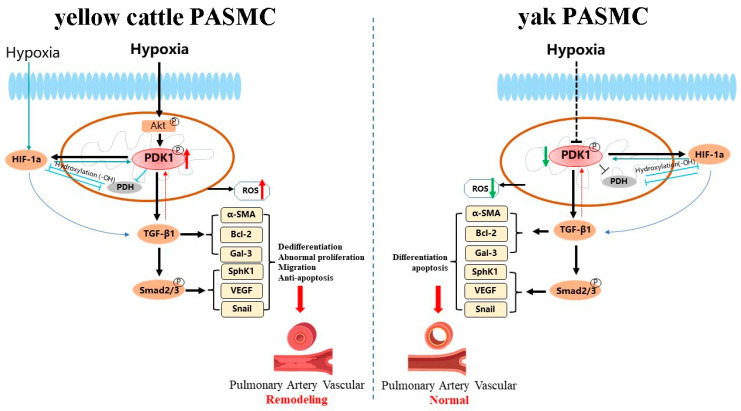 yellow cattle PASMC
Hypoxia
Hypoxia
Akt
P
PDK1
P
HIF-1a
Hydroxylation (-OH)
PDH
ROS
TGF-β1
α-SMA
Bcl-2
Gal-3
SphK1
VEGF
Snail
Smad2/3
P
Dedifferentiation
Abnormal proliferation
Migration
Anti-apoptosis
Pulmonary Artery Vascular
Remodeling
yak PASMC
Hypoxia
PDK1
P
HIF-1a
Hydroxylation(-OH)
PDH
ROS
TGF-β1
α-SMA
Bcl-2
Gal-3
SphK1
VEGF
Snail
Smad2/3
P
Differentiation
apoptosis
Pulmonary Artery Vascular
Normal